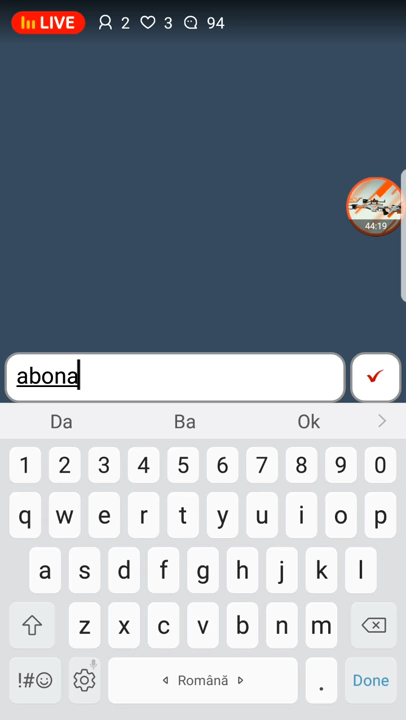 LIVE 2 3 94
44:19
abona
Da Ba Ok
1 2 3 4 5 6 7 8 9 0
q w e r t y u i o p
a s d f g h j k l
z x c v b n m
!#☺ Română . Done